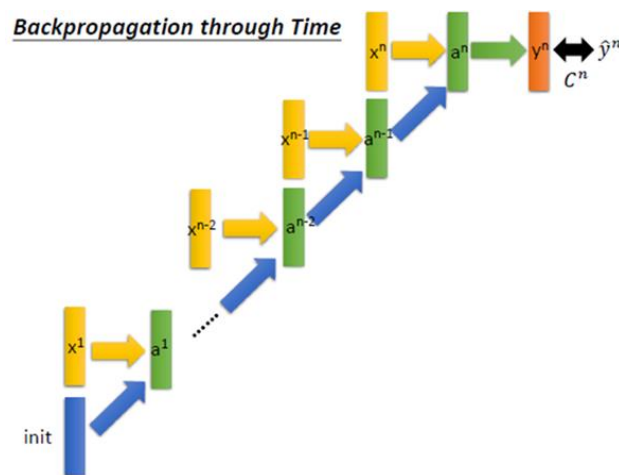 Backpropagation through Time
xⁿ aⁿ yⁿ ŷⁿ
Cⁿ
xⁿ⁻¹ aⁿ⁻¹
xⁿ⁻² aⁿ⁻²
......
x¹ a¹
init